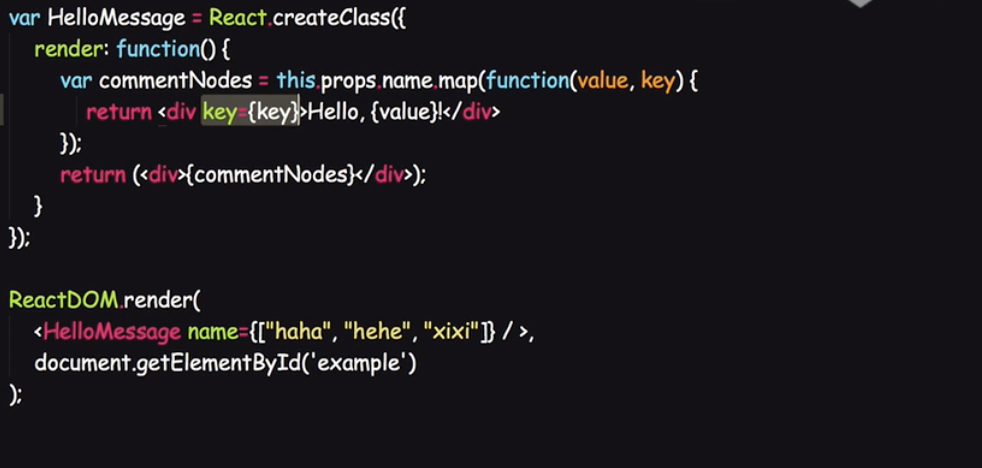 var HelloMessage = React.createClass({
render: function() {
var commentNodes = this.props.name.map(function(value, key) {
return <div key={key}>Hello, {value}!</div>
});
return (<div>{commentNodes}</div>);
}
});
ReactDOM.render(
<HelloMessage name={["haha", "hehe", "xixi"]} / >,
document.getElementById('example')
);